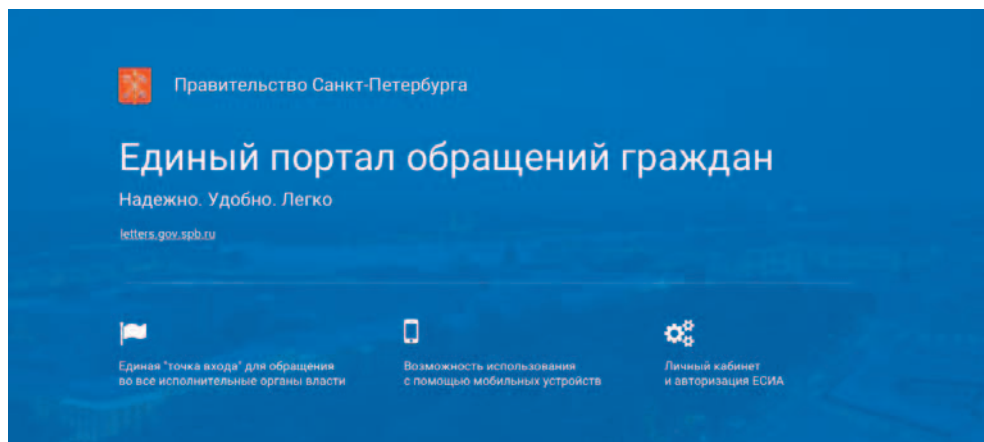 Правительство Санкт-Петербурга
Единый портал обращений граждан
Надежно. Удобно. Легко
letters.gov.spb.ru
Единая "точка входа" для обращения
во все исполнительные органы власти
Возможность использования
с помощью мобильных устройств
Личный кабинет
и авторизация ЕСИА